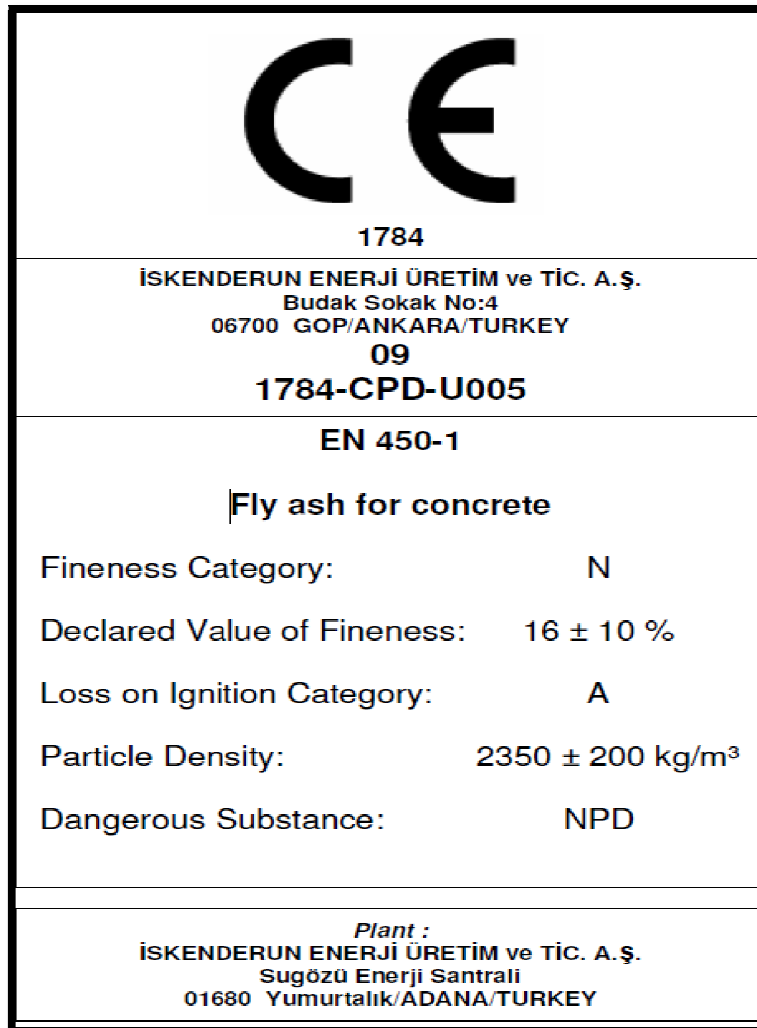 CE
1784
İSKENDERUN ENERJİ ÜRETİM ve TİC. A.Ş.
Budak Sokak No:4
06700 GOP/ANKARA/TURKEY
09
1784-CPD-U005
EN 450-1
Fly ash for concrete
Fineness Category: N
Declared Value of Fineness: 16 ± 10 %
Loss on Ignition Category: A
Particle Density: 2350 ± 200 kg/m³
Dangerous Substance: NPD
Plant :
İSKENDERUN ENERJİ ÜRETİM ve TİC. A.Ş.
Sugözü Enerji Santrali
01680 Yumurtalık/ADANA/TURKEY